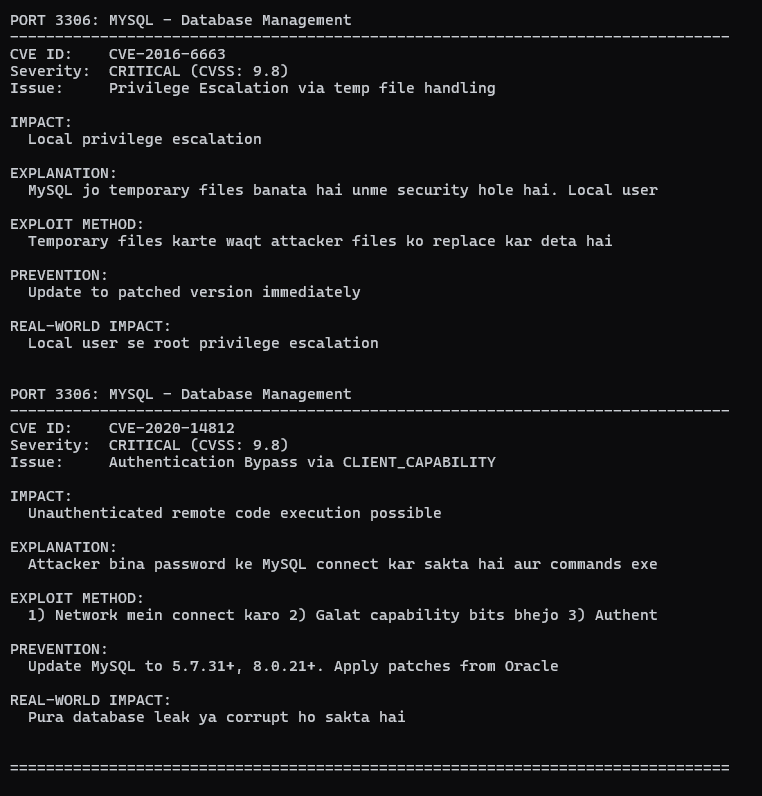 PORT 3306: MYSQL - Database Management
--------------------------------------------------------------------------------
CVE ID:    CVE-2016-6663
Severity:  CRITICAL (CVSS: 9.8)
Issue:     Privilege Escalation via temp file handling
IMPACT:
  Local privilege escalation
EXPLANATION:
  MySQL jo temporary files banata hai unme security hole hai. Local user
EXPLOIT METHOD:
  Temporary files karte waqt attacker files ko replace kar deta hai
PREVENTION:
  Update to patched version immediately
REAL-WORLD IMPACT:
  Local user se root privilege escalation
PORT 3306: MYSQL - Database Management
--------------------------------------------------------------------------------
CVE ID:    CVE-2020-14812
Severity:  CRITICAL (CVSS: 9.8)
Issue:     Authentication Bypass via CLIENT_CAPABILITY
IMPACT:
  Unauthenticated remote code execution possible
EXPLANATION:
  Attacker bina password ke MySQL connect kar sakta hai aur commands exe
EXPLOIT METHOD:
  1) Network mein connect karo 2) Galat capability bits bhejo 3) Authent
PREVENTION:
  Update MySQL to 5.7.31+, 8.0.21+. Apply patches from Oracle
REAL-WORLD IMPACT:
  Pura database leak ya corrupt ho sakta hai
================================================================================